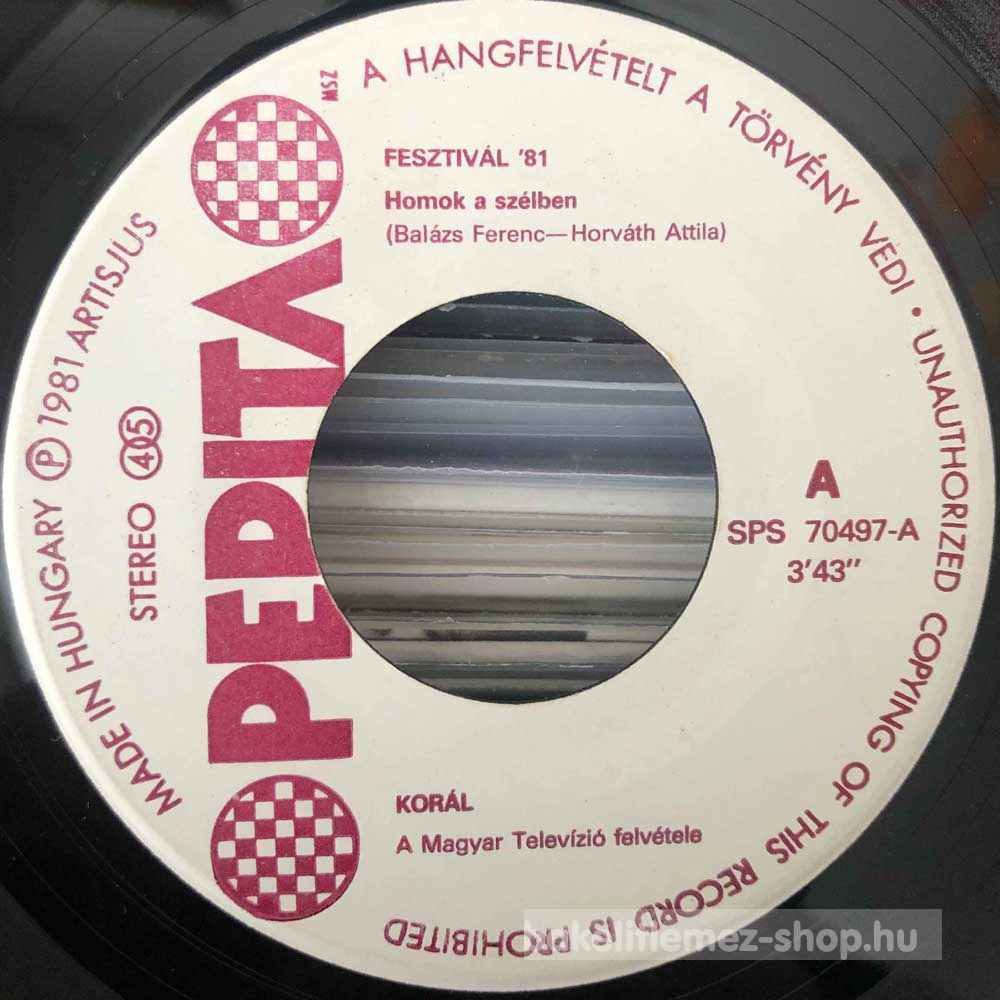 A HANGFELVÉTELT A TÖRVÉNY VÉDI • UNAUTHORIZED COPYING OF THIS RECORD IS PROHIBITED
MADE IN HUNGARY Ⓟ 1981 ARTISJUS
STEREO 45
PEPITA
MSZ
FESZTIVÁL '81
Homok a szélben
(Balázs Ferenc—Horváth Attila)
A
SPS 70497-A
3'43"
KORÁL
A Magyar Televízió felvétele
bakelitlemez-shop.hu